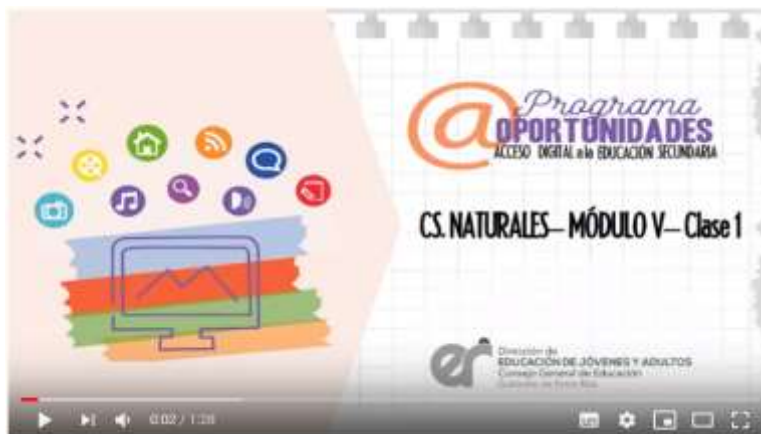 @Programa
OPORTUNIDADES
ACCESO DIGITAL a la EDUCACIÓN SECUNDARIA
CS. NATURALES– MÓDULO V– Clase 1
er
Dirección de
EDUCACIÓN DE JÓVENES Y ADULTOS
Consejo General de Educación
0:02 / 1:28